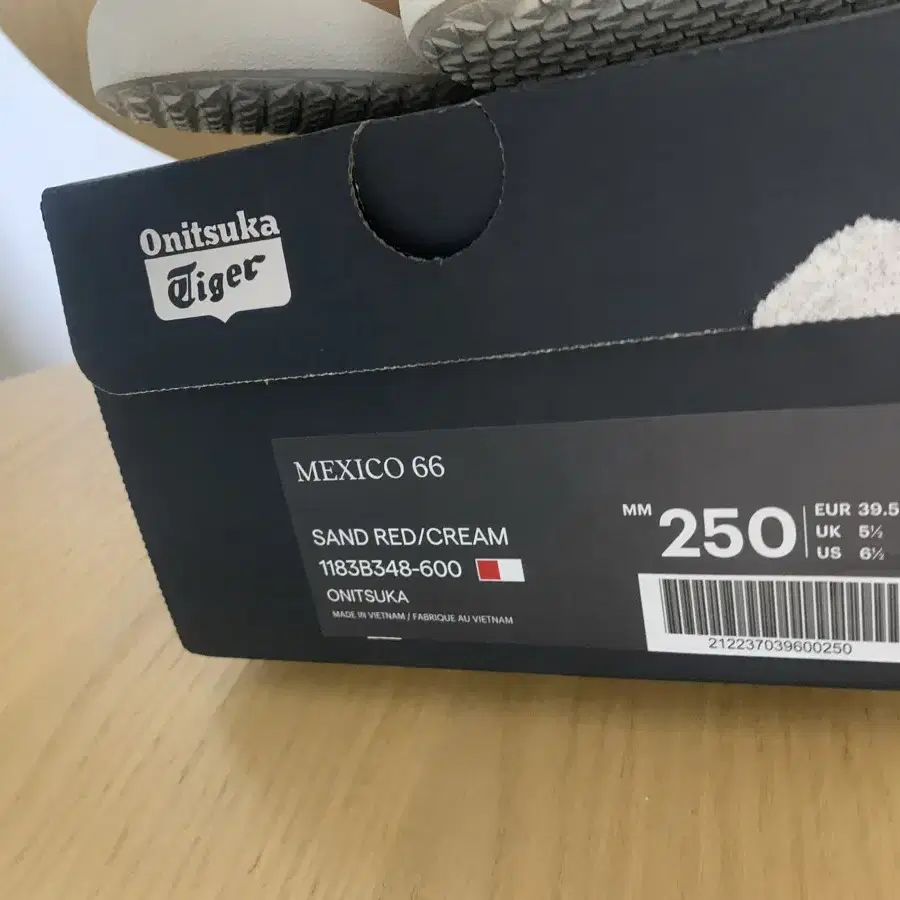 Onitsuka
Tiger
MEXICO 66
SAND RED/CREAM
1183B348-600
ONITSUKA
MADE IN VIETNAM / FABRIQUE AU VIETNAM
MM 250
EUR 39.5
UK 5½
US 6½
212237039600250